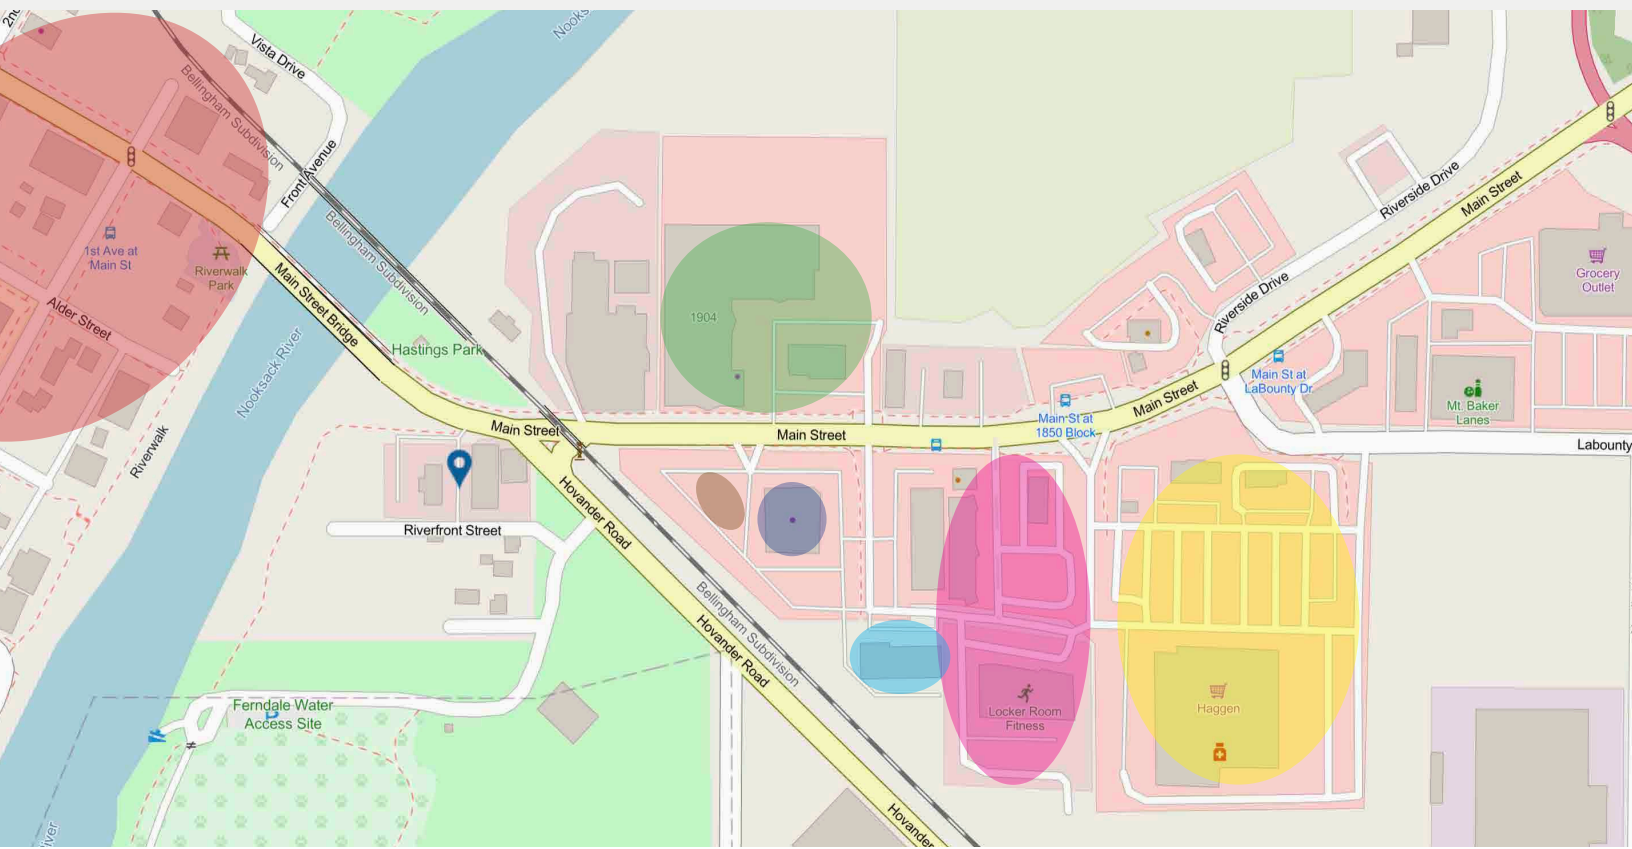 2nd
Vista Drive
Nooks
Bellingham Subdivision
Front Avenue
1st Ave at
Main St
Riverwalk
Park
Alder Street
Main Street Bridge
Bellingham Subdivision
Hastings Park
Nooksack River
Riverwalk
1904
Main Street
Main Street
Main St at
1850 Block
Main Street
Main St at
LaBounty Dr.
Riverside Drive
Riverside Drive
Main Street
Grocery
Outlet
Mt. Baker
Lanes
Labounty
Riverfront Street
Hovander Road
Bellingham Subdivision
Hovander Road
Hovander
Locker Room
Fitness
Haggen
Ferndale Water
Access Site
iver